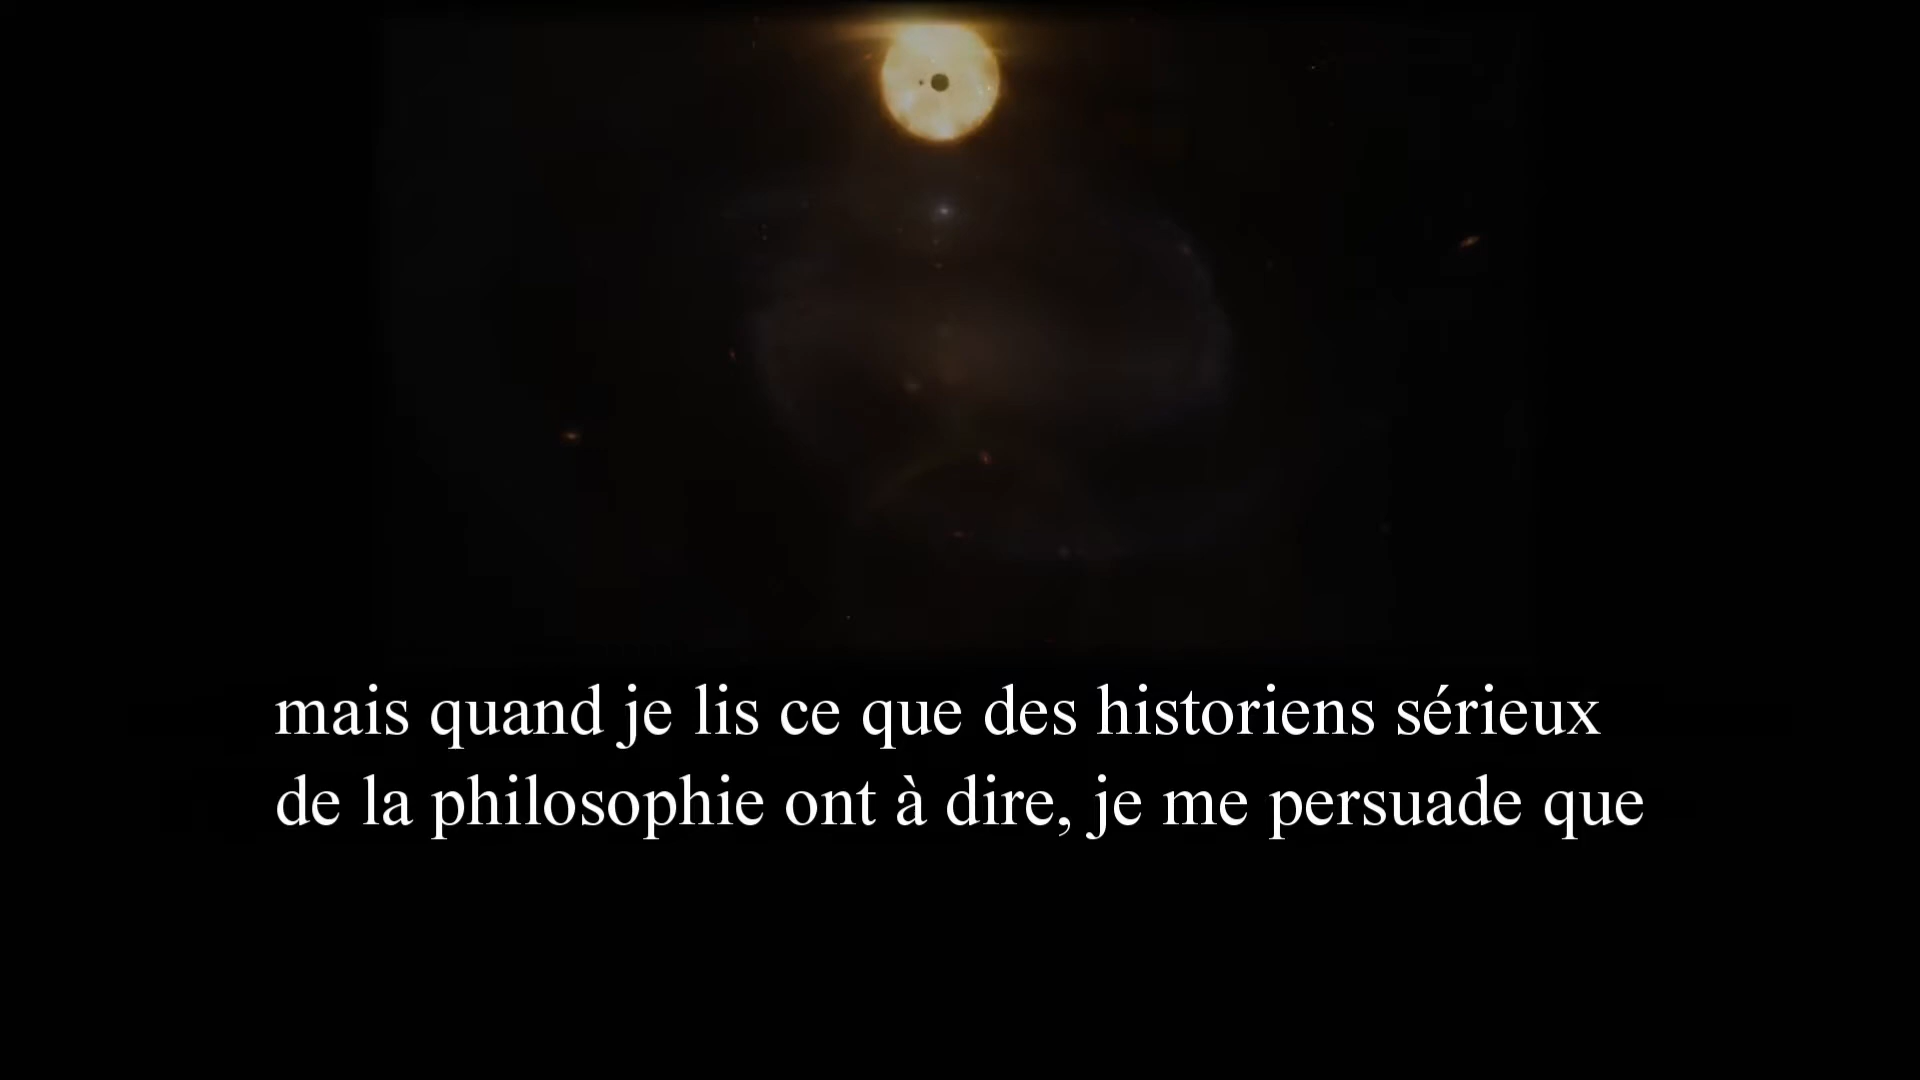 mais quand je lis ce que des historiens sérieux
de la philosophie ont à dire, je me persuade que